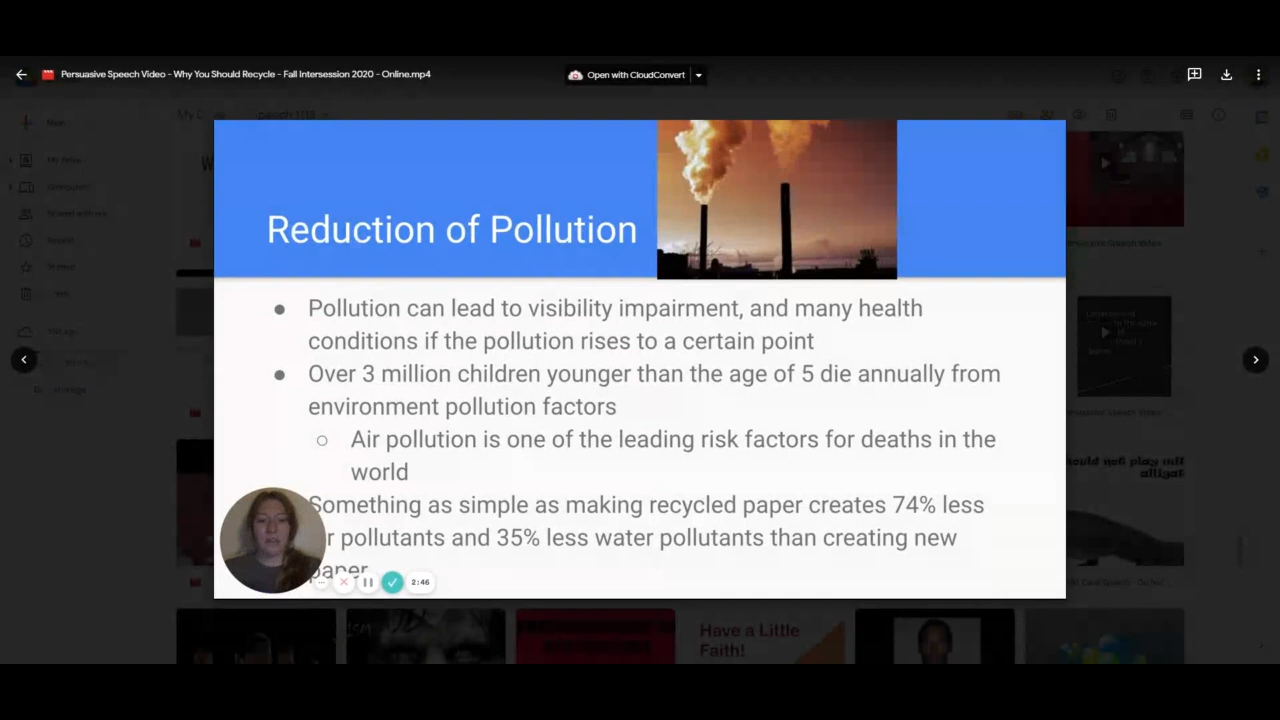 Persuasive Speech Video - Why You Should Recycle - Fall Intersession 2020 - Online.mp4
Open with CloudConvert
Reduction of Pollution
● Pollution can lead to visibility impairment, and many health
conditions if the pollution rises to a certain point
● Over 3 million children younger than the age of 5 die annually from
environment pollution factors
○ Air pollution is one of the leading risk factors for deaths in the
world
Something as simple as making recycled paper creates 74% less
pollutants and 35% less water pollutants than creating new
paper
2:46
Have a Little
Faith!